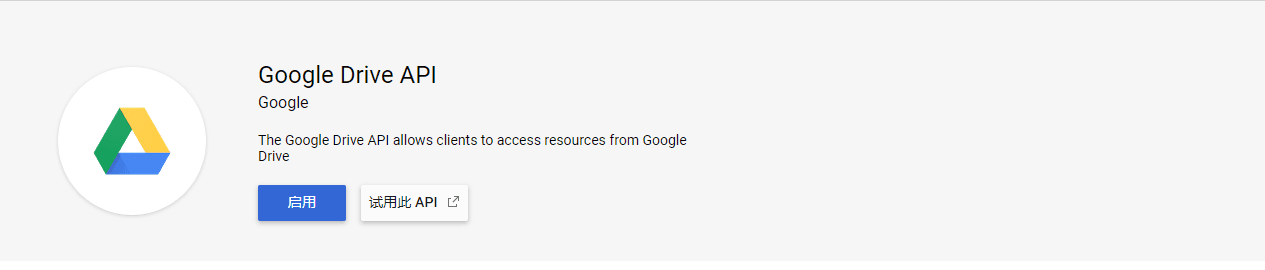 Google Drive API
Google
The Google Drive API allows clients to access resources from Google
Drive
启用
试用此 API